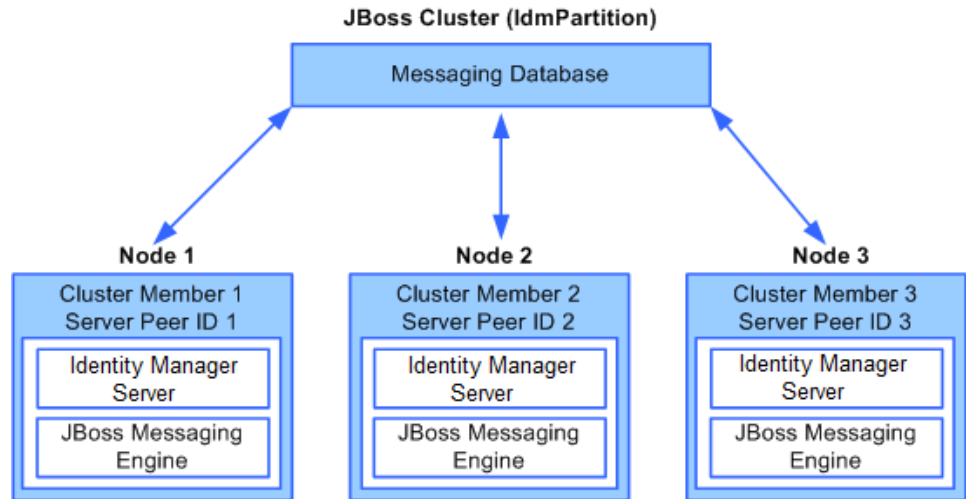 JBoss Cluster (IdmPartition)
Messaging Database
Node 1
Cluster Member 1
Server Peer ID 1
Identity Manager
Server
JBoss Messaging
Engine
Node 2
Cluster Member 2
Server Peer ID 2
Identity Manager
Server
JBoss Messaging
Engine
Node 3
Cluster Member 3
Server Peer ID 3
Identity Manager
Server
JBoss Messaging
Engine